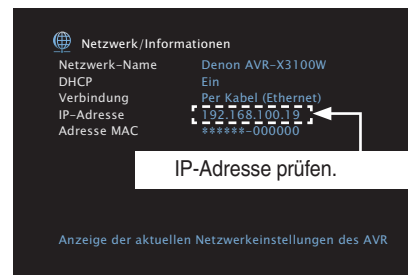 Netzwerk/Informationen
Netzwerk-Name Denon AVR-X3100W
DHCP Ein
Verbindung Per Kabel (Ethernet)
IP-Adresse 192.168.100.19
Adresse MAC ******-000000
IP-Adresse prüfen.
Anzeige der aktuellen Netzwerkeinstellungen des AVR